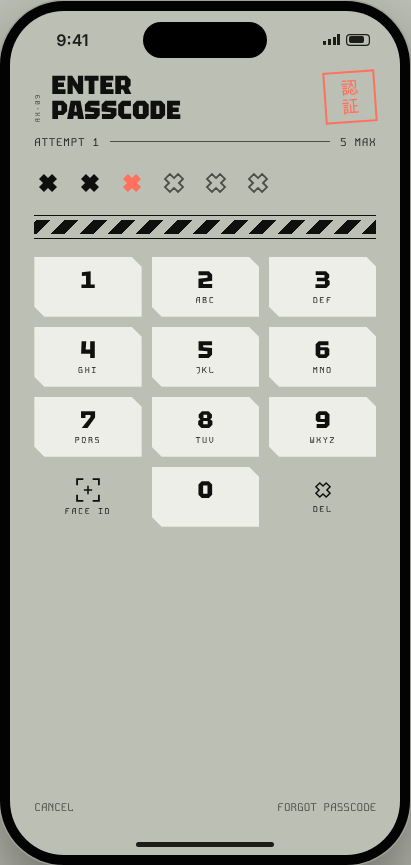 9:41
AX-09
ENTER
PASSCODE
認
証
ATTEMPT 1
5 MAX
1
2
ABC
3
DEF
4
GHI
5
JKL
6
MNO
7
PQRS
8
TUV
9
WXYZ
FACE ID
0
DEL
CANCEL
FORGOT PASSCODE